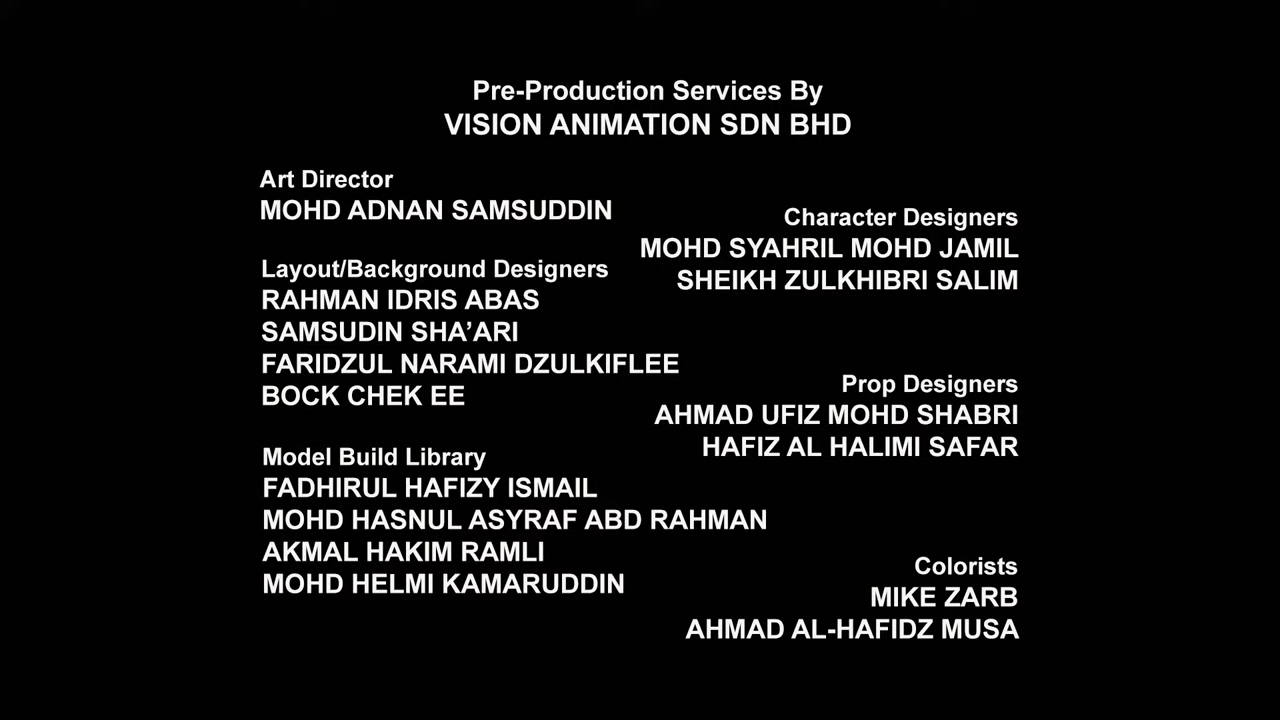 Pre-Production Services By
VISION ANIMATION SDN BHD
Art Director
MOHD ADNAN SAMSUDDIN
Character Designers
MOHD SYAHRIL MOHD JAMIL
SHEIKH ZULKHIBRI SALIM
Layout/Background Designers
RAHMAN IDRIS ABAS
SAMSUDIN SHA’ARI
FARIDZUL NARAMI DZULKIFLEE
BOCK CHEK EE
Prop Designers
AHMAD UFIZ MOHD SHABRI
HAFIZ AL HALIMI SAFAR
Model Build Library
FADHIRUL HAFIZY ISMAIL
MOHD HASNUL ASYRAF ABD RAHMAN
AKMAL HAKIM RAMLI
MOHD HELMI KAMARUDDIN
Colorists
MIKE ZARB
AHMAD AL-HAFIDZ MUSA